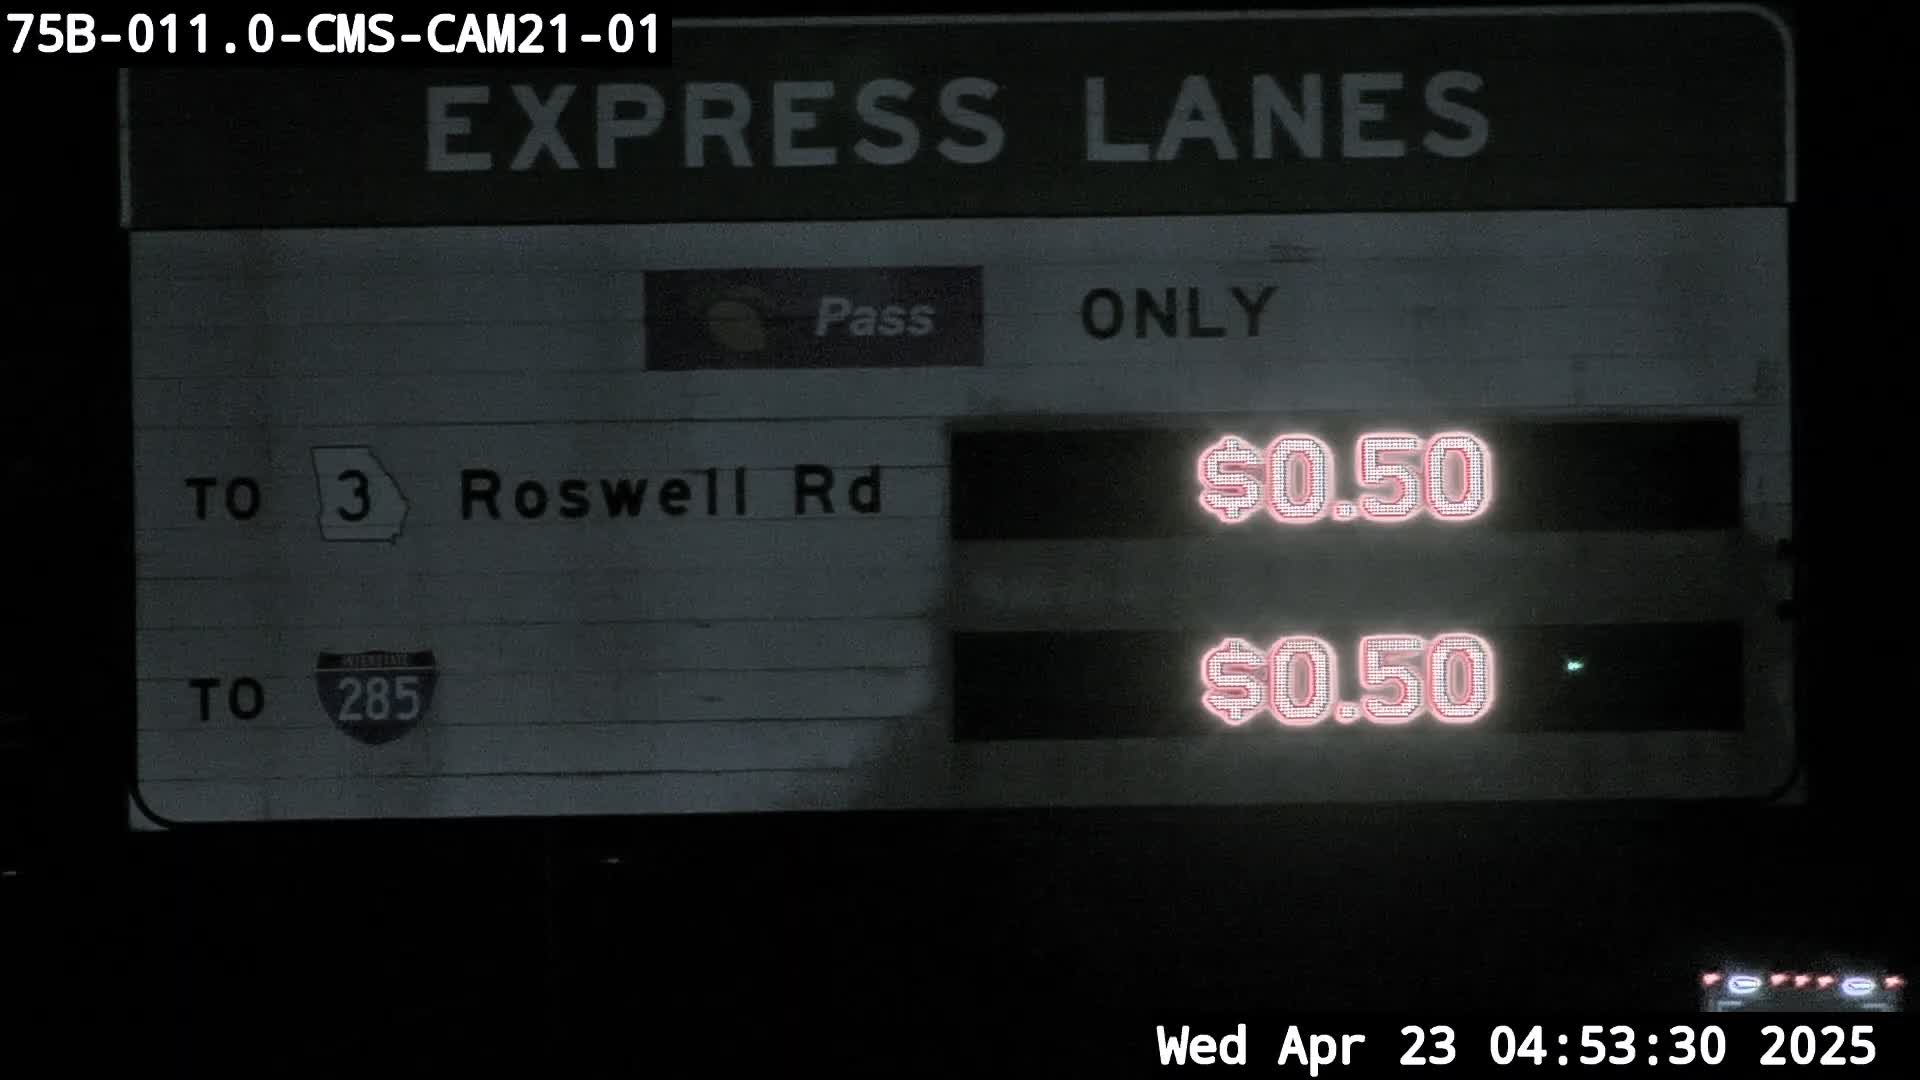 75B-011.0-CMS-CAM21-01
EXPRESS LANES
Pass ONLY
TO 3 Roswell Rd $0.50
INTERSTATE
TO 285 $0.50
Wed Apr 23 04:53:30 2025